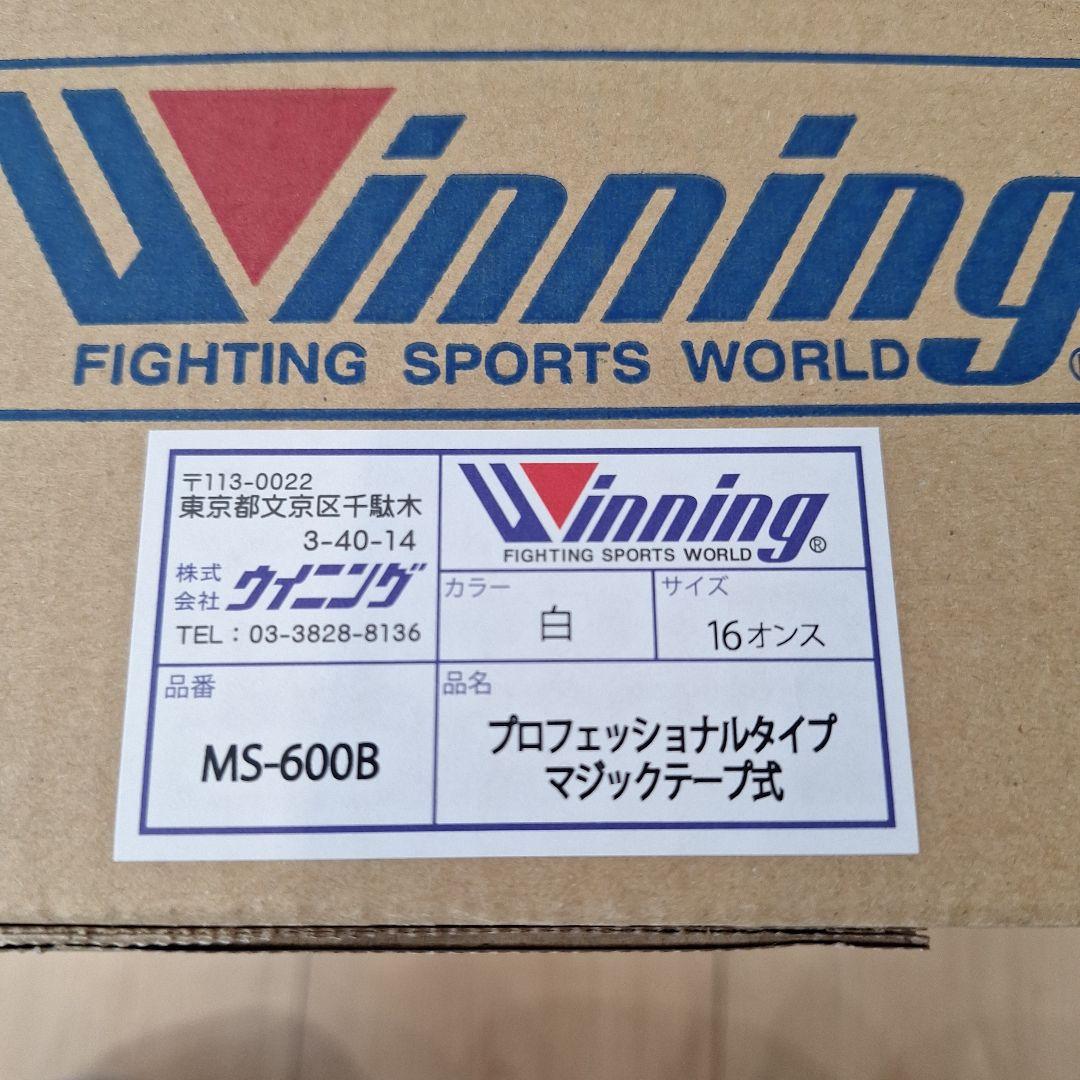 Winning
FIGHTING SPORTS WORLD
〒113-0022
東京都文京区千駄木
3-40-14
株式
会社 ウイニング
TEL：03-3828-8136
Winning®
FIGHTING SPORTS WORLD
カラー
白
サイズ
16オンス
品番
MS-600B
品名
プロフェッショナルタイプ
マジックテープ式